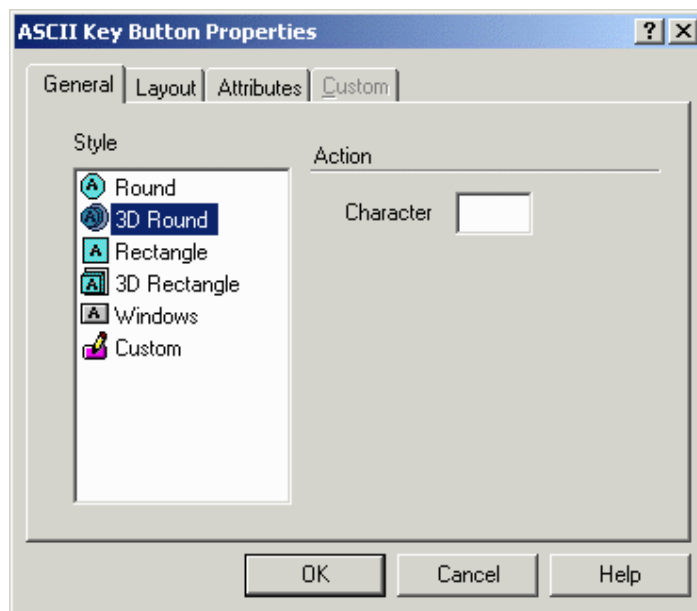 ASCII Key Button Properties
General Layout Attributes Custom
Style
Action
A Round
Character
A 3D Round
A Rectangle
A 3D Rectangle
A Windows
Custom
OK Cancel Help